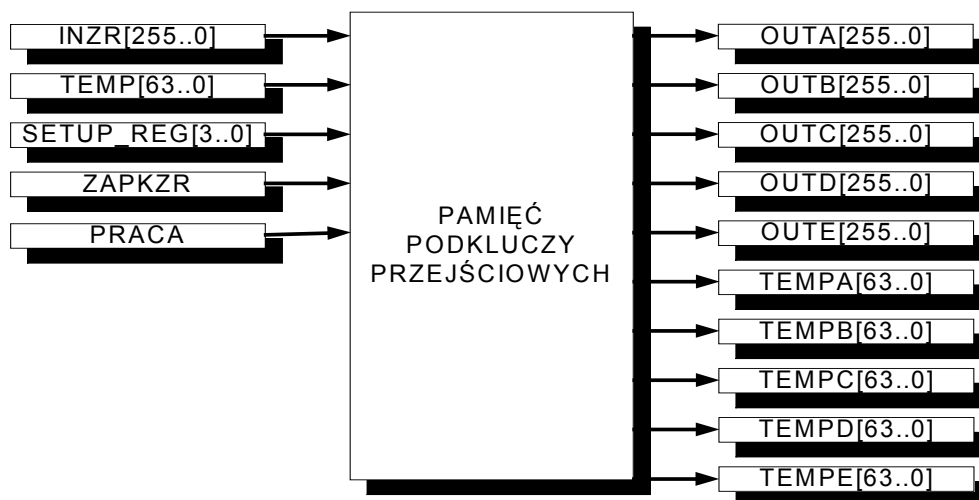 INZR[255..0]
TEMP[63..0]
SETUP_REG[3..0]
ZAPKZR
PRACA
PAMIĘĆ
PODKLUCZY
PRZEJŚCIOWYCH
OUTA[255..0]
OUTB[255..0]
OUTC[255..0]
OUTD[255..0]
OUTE[255..0]
TEMPA[63..0]
TEMPB[63..0]
TEMPC[63..0]
TEMPD[63..0]
TEMPE[63..0]